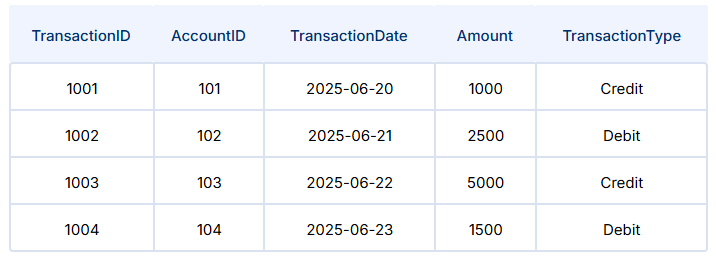 TransactionID AccountID TransactionDate Amount TransactionType
1001 101 2025-06-20 1000 Credit
1002 102 2025-06-21 2500 Debit
1003 103 2025-06-22 5000 Credit
1004 104 2025-06-23 1500 Debit